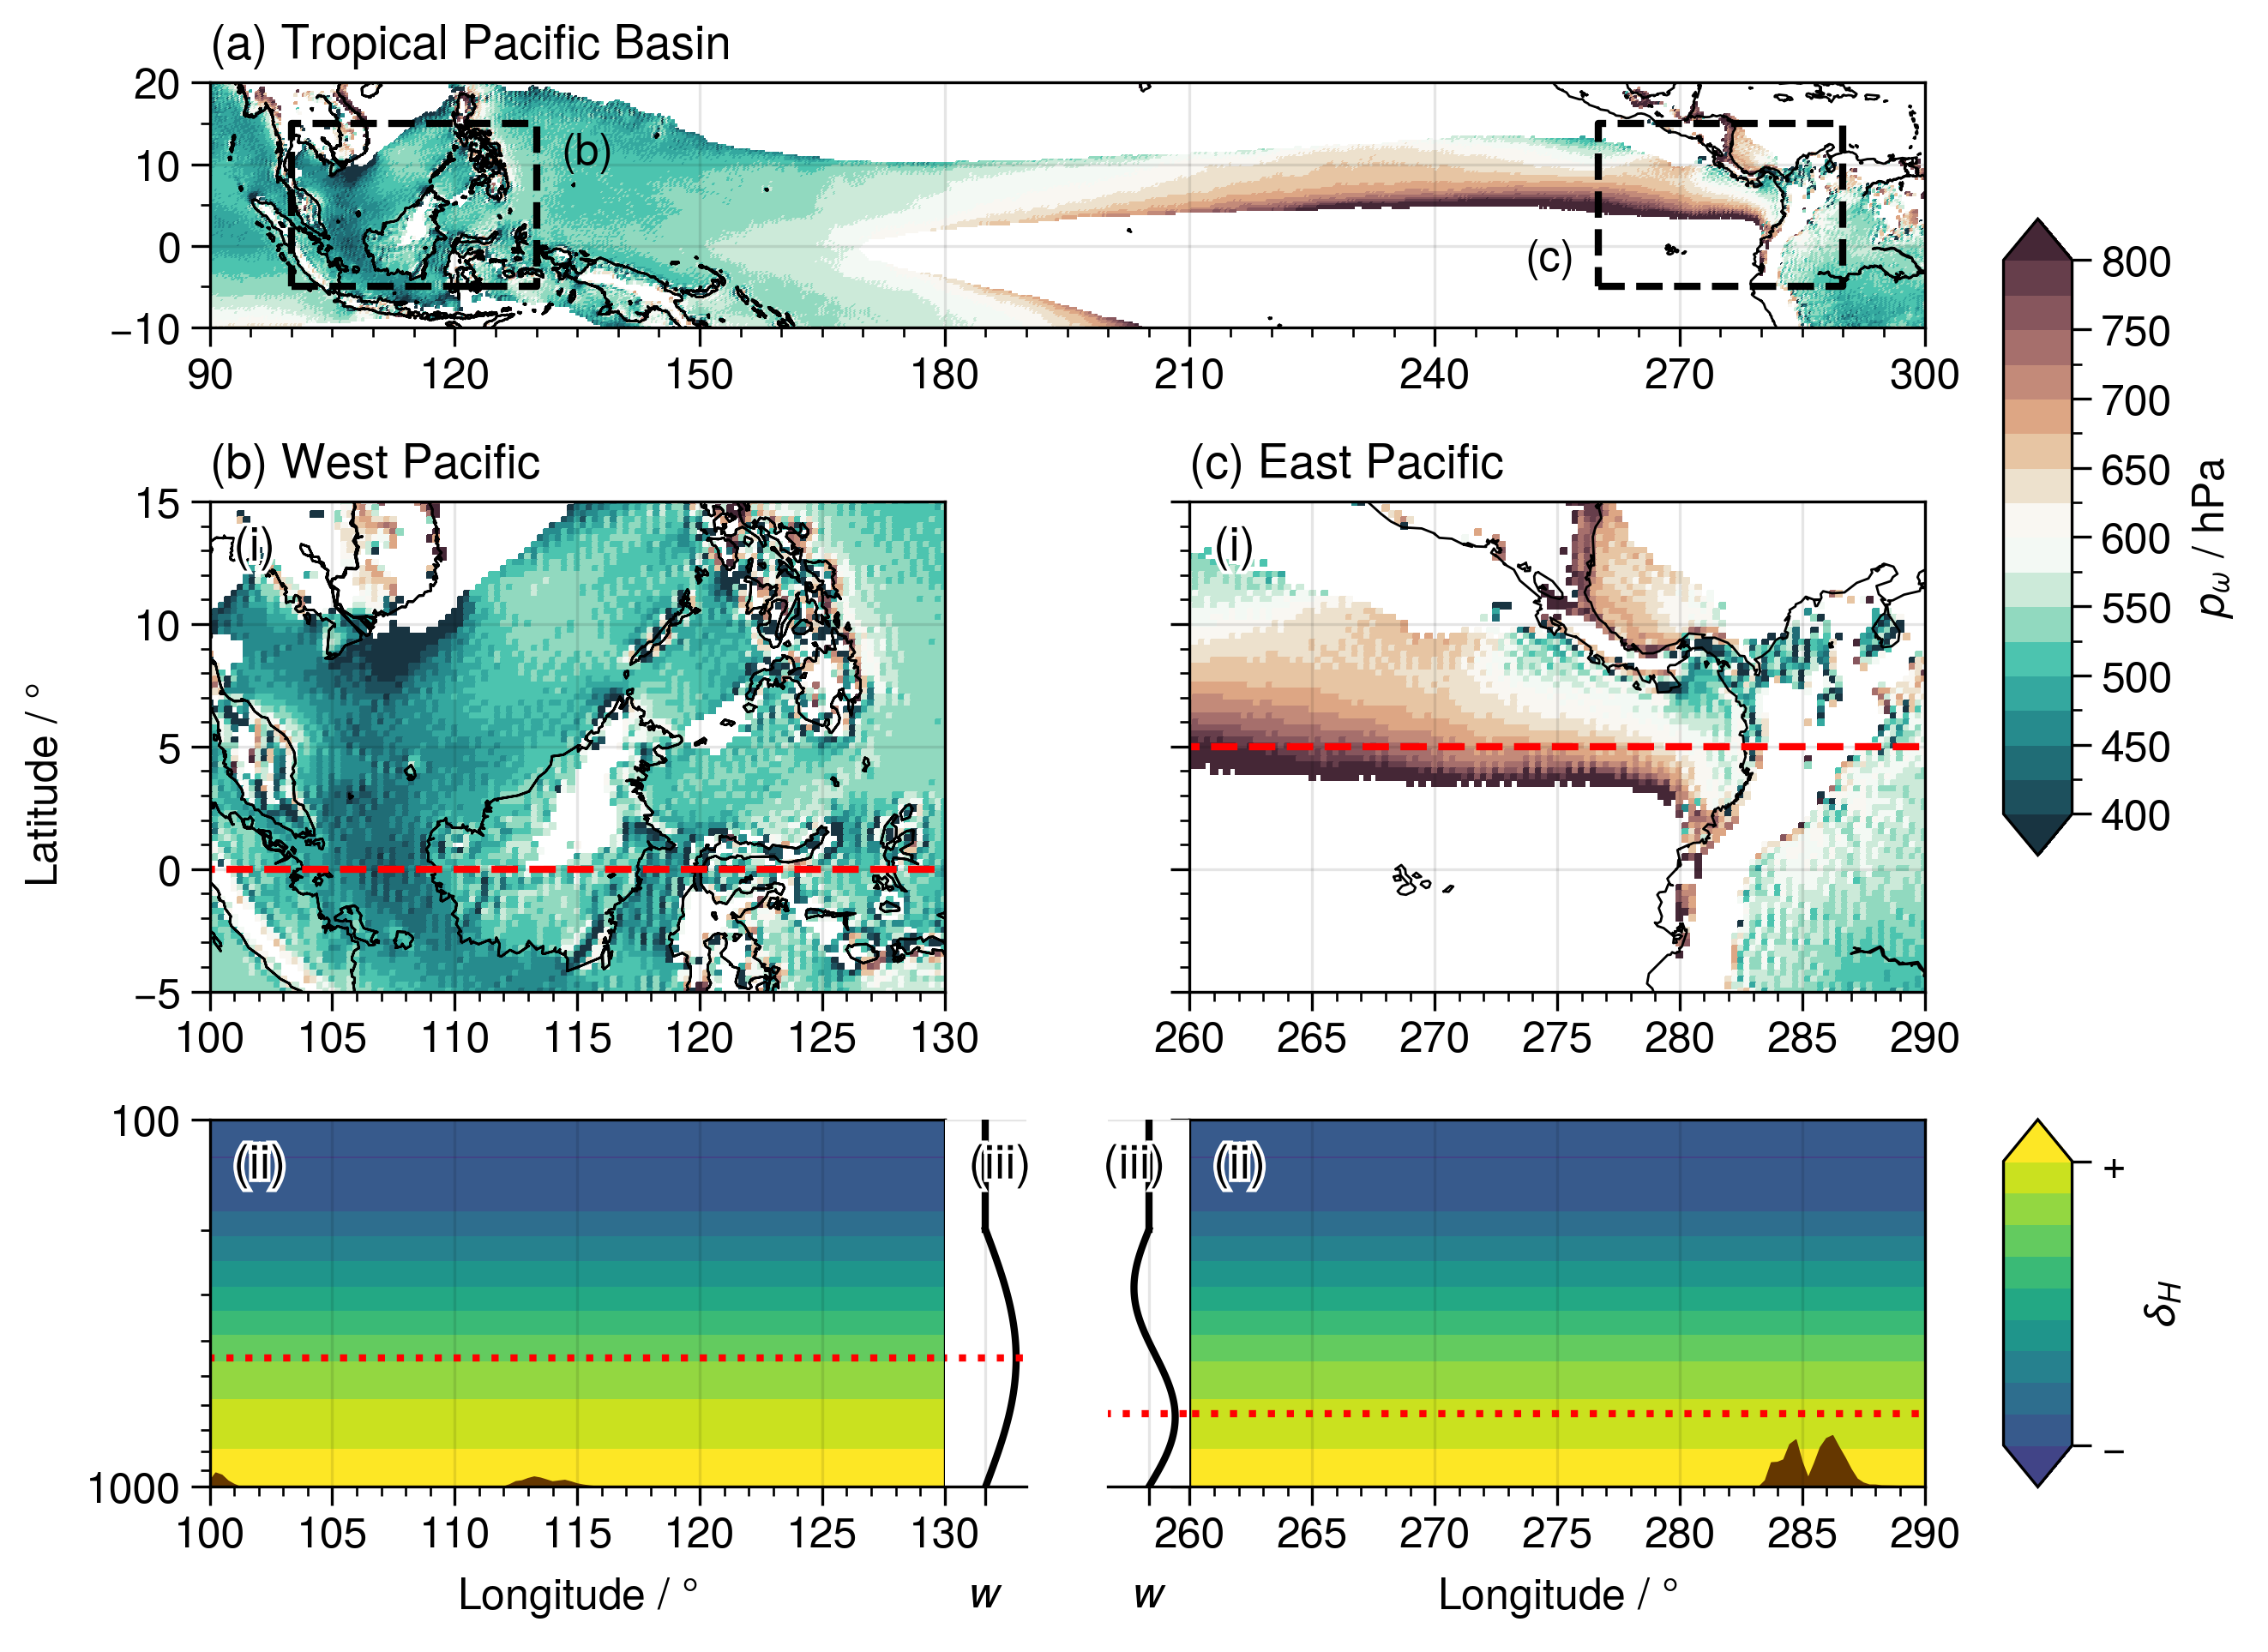 (a) Tropical Pacific Basin
20
10
0
−10
(b)
(c)
90 120 150 180 210 240 270 300
800
750
700
650
600
550
500
450
400
pω / hPa
(b) West Pacific
(c) East Pacific
Latitude / °
15
10
5
0
−5
(i)
(i)
100 105 110 115 120 125 130
260 265 270 275 280 285 290
100
1000
(ii)
(iii)
(iii)
(ii)
+
−
δH
100 105 110 115 120 125 130
260 265 270 275 280 285 290
Longitude / °
w
w
Longitude / °